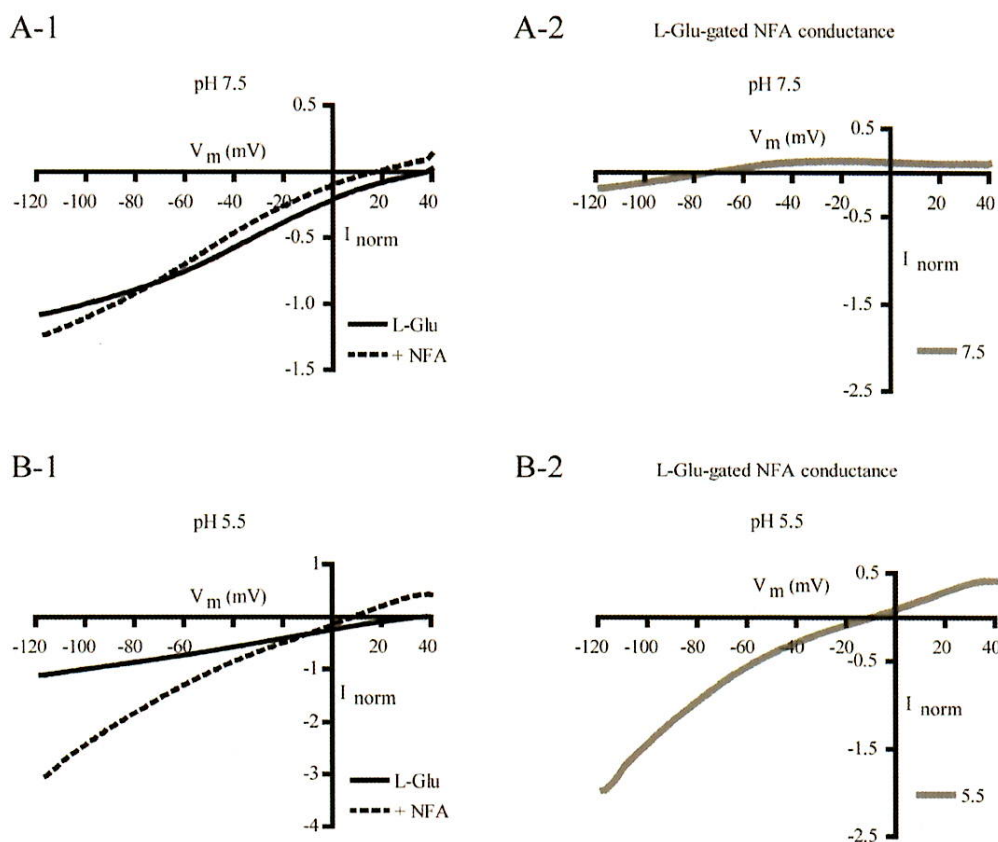 A-1
pH 7.5
0.5
V m (mV)
-120 -100 -80 -60 -40 -20 20 40
-0.5
I norm
-1.0
-1.5
L-Glu
+ NFA
A-2
L-Glu-gated NFA conductance
pH 7.5
0.5
V m (mV)
-120 -100 -80 -60 -40 -20 20 40
-0.5
I norm
-1.5
-2.5
7.5
B-1
pH 5.5
1
V m (mV)
-120 -100 -80 -60 -40 -20 20 40
-1
I norm
-2
-3
-4
L-Glu
+ NFA
B-2
L-Glu-gated NFA conductance
pH 5.5
0.5
V m (mV)
-120 -100 -80 -60 -40 -20 20 40
-0.5
I norm
-1.5
-2.5
5.5